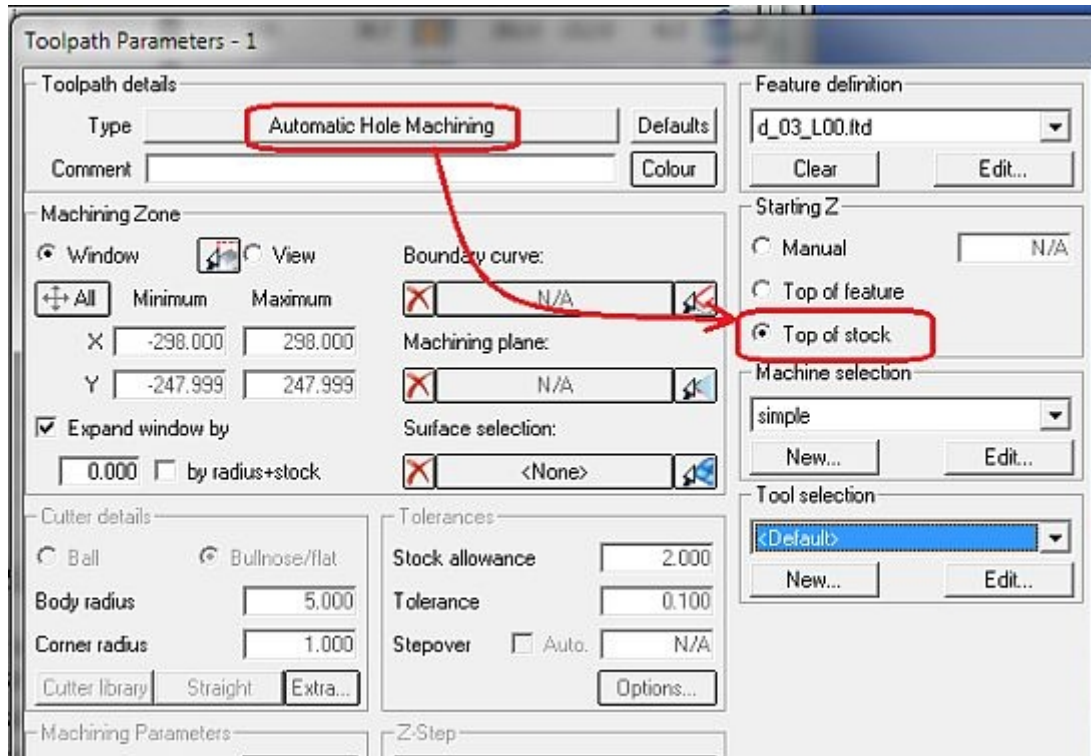 Toolpath Parameters - 1
Toolpath details
Type Automatic Hole Machining Defaults
Comment Colour
Machining Zone
Window View Boundary curve:
All Minimum Maximum N/A
X -298.000 298.000 Machining plane:
Y -247.999 247.999 N/A
Expand window by Surface selection:
0.000 by radius+stock <None>
Cutter details
Ball Bullnose/flat
Body radius 5.000
Corner radius 1.000
Cutter library Straight Extra...
Machining Parameters
Tolerances
Stock allowance 2.000
Tolerance 0.100
Stepover Auto. N/A
Options...
Z-Step
Feature definition
d_03_L00.ftd
Clear Edit...
Starting Z
Manual N/A
Top of feature
Top of stock
Machine selection
simple
New... Edit...
Tool selection
<Default>
New... Edit...